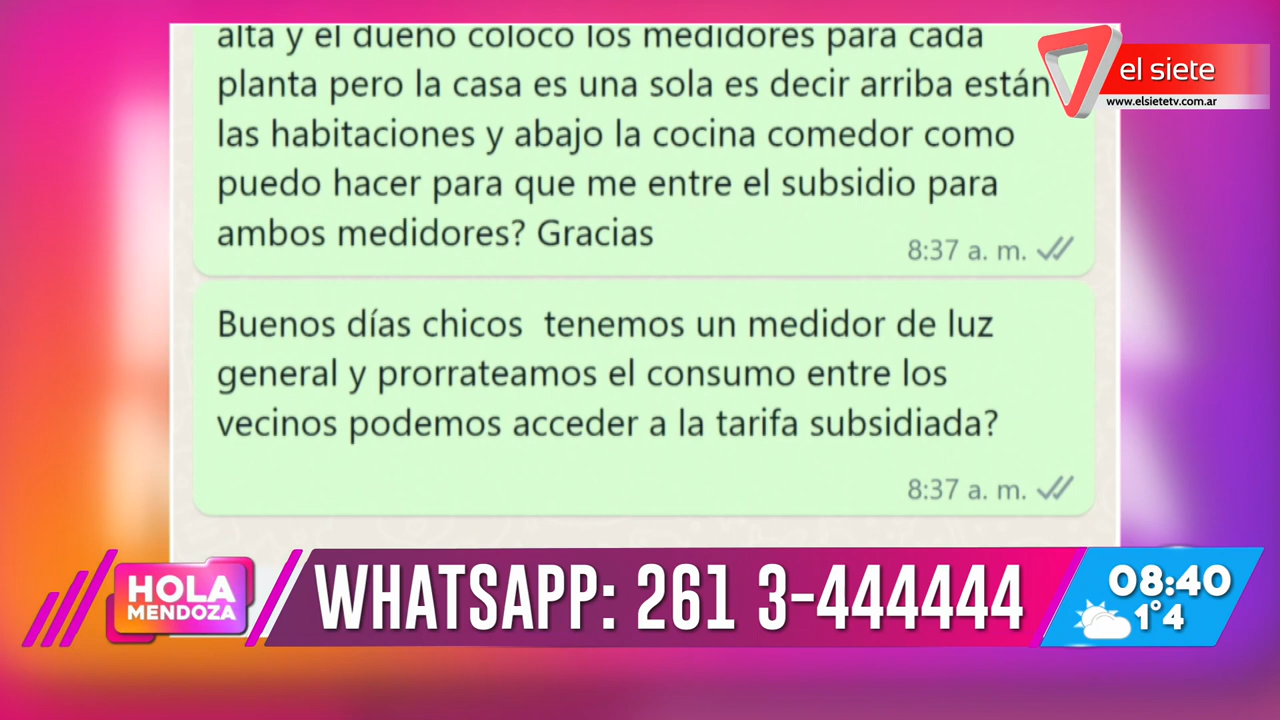 alta y el dueño coloco los medidores para cada
planta pero la casa es una sola es decir arriba están
las habitaciones y abajo la cocina comedor como
puedo hacer para que me entre el subsidio para
ambos medidores? Gracias
8:37 a. m.
Buenos días chicos tenemos un medidor de luz
general y prorrateamos el consumo entre los
vecinos podemos acceder a la tarifa subsidiada?
8:37 a. m.
el siete
www.elsietetv.com.ar
HOLA
MENDOZA
WHATSAPP: 261 3-444444
08:40
1°4